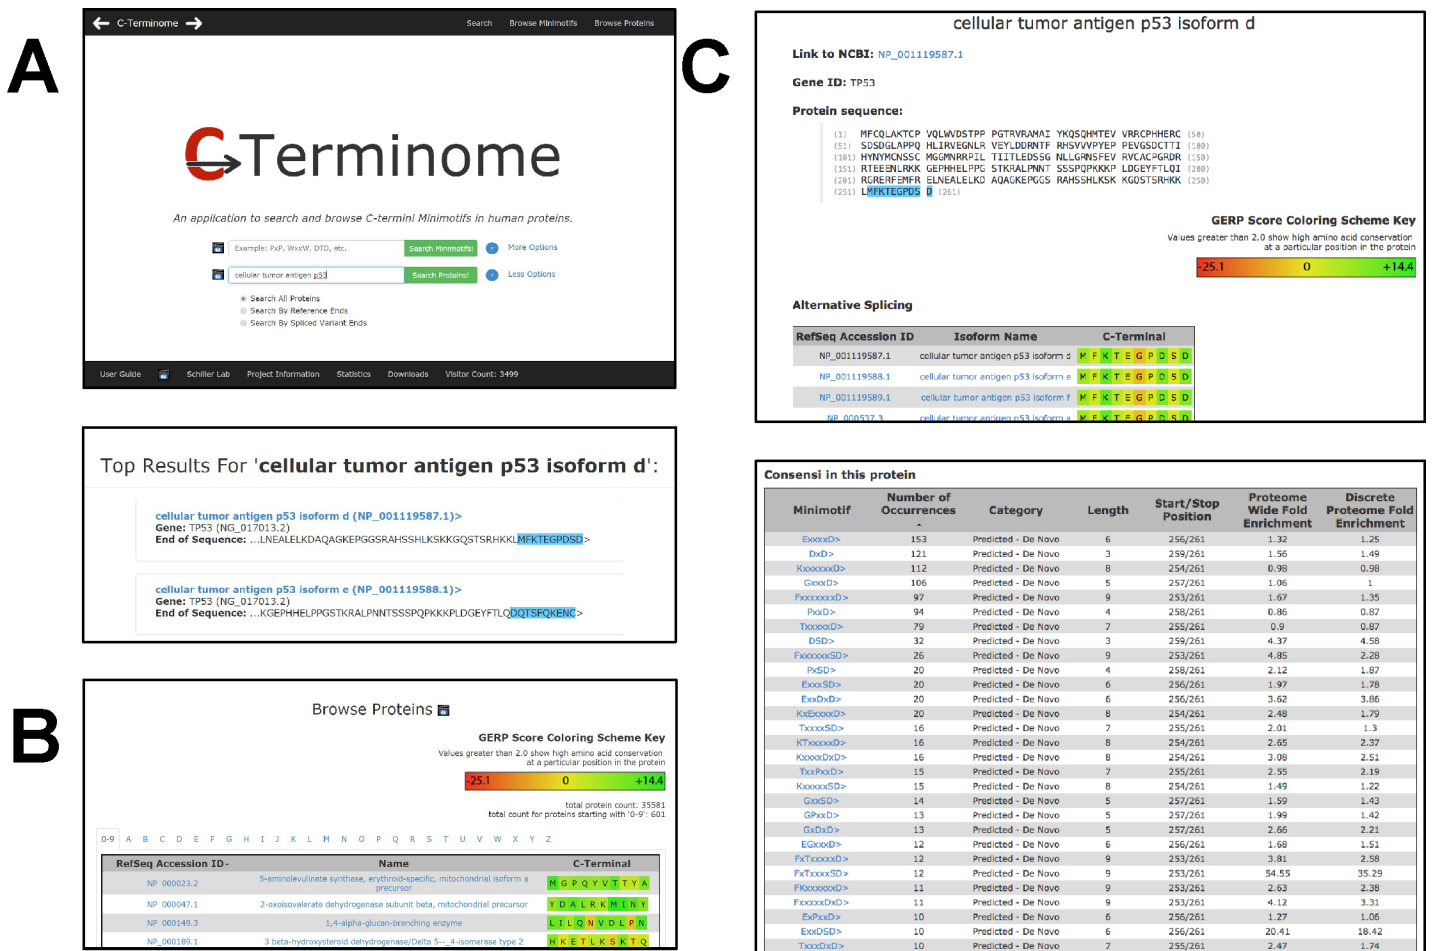 A
C-Terminome
Search Browse Minimotifs Browse Proteins
C-Terminome
An application to search and browse C-termini Minimotifs in human proteins.
Example: PxP, WxxW, DTD, etc. Search Minimotifs! More Options
cellular tumor antigen p53 Search Proteins! Less Options
Search All Proteins
Search By Reference Ends
Search By Spliced Variant Ends
User Guide Schiller Lab Project Information Statistics Downloads Visitor Count: 3499
Top Results For 'cellular tumor antigen p53 isoform d':
cellular tumor antigen p53 isoform d (NP_001119587.1)>
Gene: TP53 (NG_017013.2)
End of Sequence: ...LNEALELKDAQAGKEPGGSRAHSSHLKSKKGQSTSRHKKLMFKTEGPDSD>
cellular tumor antigen p53 isoform e (NP_001119588.1)>
Gene: TP53 (NG_017013.2)
End of Sequence: ...KGEPHHELPPGSTKRALPNNTSSSPQPKKKPLDGEYFTLQDQTSFQKENC>
B
Browse Proteins
GERP Score Coloring Scheme Key
Values greater than 2.0 show high amino acid conservation
at a particular position in the protein
-25.1 0 +14.4
total protein count: 35581
total count for proteins starting with '0-9': 601
0-9 A B C D E F G H I J K L M N O P Q R S T U V W X Y Z
RefSeq Accession ID Name C-Terminal
NP_000023.2 5-aminolevulinate synthase, erythroid-specific, mitochondrial isoform a precursor M G P Q Y V T T Y A
NP_000047.1 2-oxoisovalerate dehydrogenase subunit beta, mitochondrial precursor Y D A L R K M I N Y
NP_000149.3 1,4-alpha-glucan-branching enzyme L I L Q N V D L P N
NP_000189.1 3 beta-hydroxysteroid dehydrogenase/Delta 5--_4-isomerase type 2 H K E T L K S K T Q
C
cellular tumor antigen p53 isoform d
Link to NCBI: NP_001119587.1
Gene ID: TP53
Protein sequence:
(1) MFCQLAKTCP VQLWVDSTPP PGTRVRAMAI YKQSQHMTEV VRRCPHHERC (50)
(51) SDSDGLAPPQ HLIRVEGNLR VEYLDDRNTF RHSVVVPYEP PEVGSDCTTI (100)
(101) HYNYMCNSSC MGGMNRRPIL TIITLEDSSG NLLGRNSFEV RVCACPGRDR (150)
(151) RTEEENLRKK GEPHHELPPG STKRALPNNT SSSPQPKKKP LDGEYFTLQI (200)
(201) RGRERFEMFR ELNEALELKD AQAGKEPGGS RAHSSHLKSK KGQSTSRHKK (250)
(251) LMFKTEGPDS D (261)
GERP Score Coloring Scheme Key
Values greater than 2.0 show high amino acid conservation
at a particular position in the protein
-25.1 0 +14.4
Alternative Splicing
RefSeq Accession ID Isoform Name C-Terminal
NP_001119587.1 cellular tumor antigen p53 isoform d M F K T E G P D S D
NP_001119588.1 cellular tumor antigen p53 isoform e M F K T E G P D S D
NP_001119589.1 cellular tumor antigen p53 isoform f M F K T E G P D S D
NP_000537.3 cellular tumor antigen p53 isoform a M F K T E G P D S D
Consensi in this protein
Minimotif Number of Occurrences Category Length Start/Stop Position Proteome Wide Fold Enrichment Discrete Proteome Fold Enrichment
ExxxxD> 153 Predicted - De Novo 6 256/261 1.32 1.25
DxD> 121 Predicted - De Novo 3 259/261 1.56 1.49
KxxxxxxD> 112 Predicted - De Novo 8 254/261 0.98 0.98
GxxxD> 106 Predicted - De Novo 5 257/261 1.06 1
FxxxxxxxD> 97 Predicted - De Novo 9 253/261 1.67 1.35
PxxD> 94 Predicted - De Novo 4 258/261 0.86 0.87
TxxxxxD> 79 Predicted - De Novo 7 255/261 0.9 0.87
DSD> 32 Predicted - De Novo 3 259/261 4.37 4.58
FxxxxxxSD> 26 Predicted - De Novo 9 253/261 4.85 2.28
PxSD> 20 Predicted - De Novo 4 258/261 2.12 1.87
ExxxSD> 20 Predicted - De Novo 6 256/261 1.97 1.78
ExxDxD> 20 Predicted - De Novo 6 256/261 3.62 3.86
KxExxxxD> 20 Predicted - De Novo 8 254/261 2.48 1.79
TxxxxSD> 16 Predicted - De Novo 7 255/261 2.01 1.3
KTxxxxxD> 16 Predicted - De Novo 8 254/261 2.65 2.37
KxxxxDxD> 16 Predicted - De Novo 8 254/261 3.08 2.51
TxxPxxD> 15 Predicted - De Novo 7 255/261 2.55 2.19
KxxxxxSD> 15 Predicted - De Novo 8 254/261 1.49 1.22
GxxSD> 14 Predicted - De Novo 5 257/261 1.59 1.43
GPxxD> 13 Predicted - De Novo 5 257/261 1.99 1.42
GxDxD> 13 Predicted - De Novo 5 257/261 2.66 2.21
EGxxxD> 12 Predicted - De Novo 6 256/261 1.68 1.51
FxTxxxxxD> 12 Predicted - De Novo 9 253/261 3.81 2.58
FxTxxxxSD> 12 Predicted - De Novo 9 253/261 54.55 35.29
FKxxxxxxD> 11 Predicted - De Novo 9 253/261 2.63 2.38
FxxxxxDxD> 11 Predicted - De Novo 9 253/261 4.12 3.31
ExPxxD> 10 Predicted - De Novo 6 256/261 1.27 1.06
ExxDSD> 10 Predicted - De Novo 6 256/261 20.41 18.42
TxxxDxD> 10 Predicted - De Novo 7 255/261 2.47 1.74